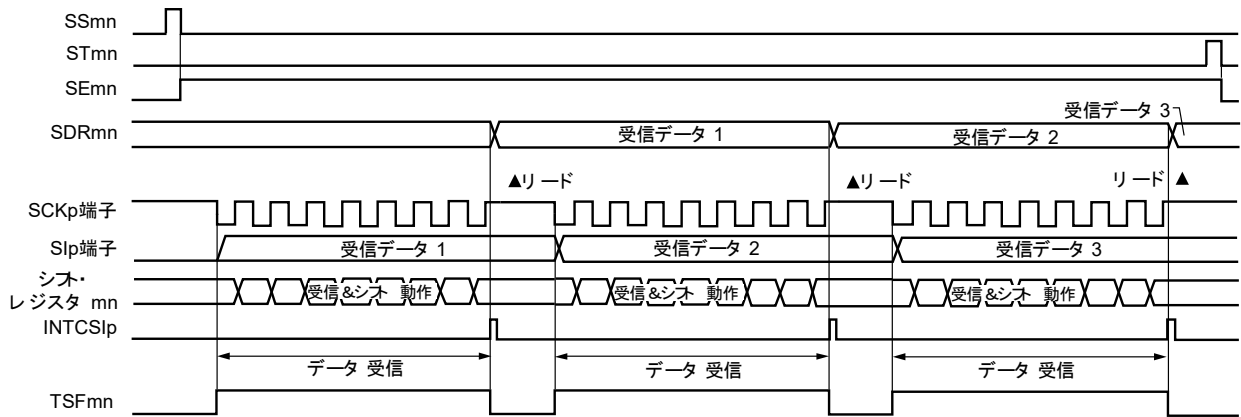 SSmn
STmn
SEmn
受信データ 3
SDRmn
受信データ 1
受信データ 2
▲リード
▲リード
リード ▲
SCKp端子
SIp端子
受信データ 1
受信データ 2
受信データ 3
シフト・
レジスタ mn
受信&シフト 動作
受信&シフト 動作
受信&シフト 動作
INTCSIp
データ 受信
データ 受信
データ 受信
TSFmn